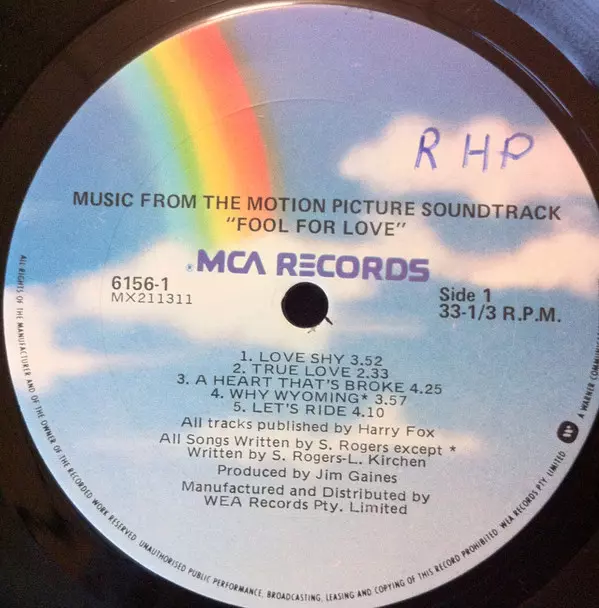 R HP
MUSIC FROM THE MOTION PICTURE SOUNDTRACK
"FOOL FOR LOVE"
®MCA RECORDS
6156-1
MX211311
Side 1
33-1/3 R.P.M.
1. LOVE SHY 3.52
2. TRUE LOVE 2.33
3. A HEART THAT'S BROKE 4.25
4. WHY WYOMING* 3.57
5. LET'S RIDE 4.10
All tracks published by Harry Fox
All Songs Written by S. Rogers except *
Written by S. Rogers-L. Kirchen
Produced by Jim Gaines
Manufactured and Distributed by
WEA Records Pty. Limited
ALL RIGHTS OF THE MANUFACTURER AND OF THE OWNER OF THE RECORDED WORK RESERVED. UNAUTHORISED PUBLIC PERFORMANCE, BROADCASTING, LEASING AND COPYING OF THIS RECORD PROHIBITED. WEA RECORDS PTY. LIMITED
A WARNER